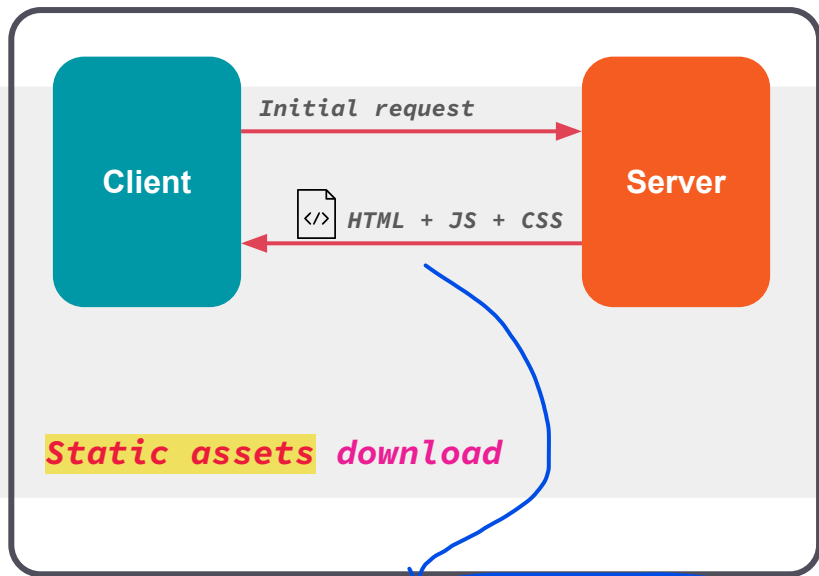 Initial request
Client
Server
</> HTML + JS + CSS
Static assets download